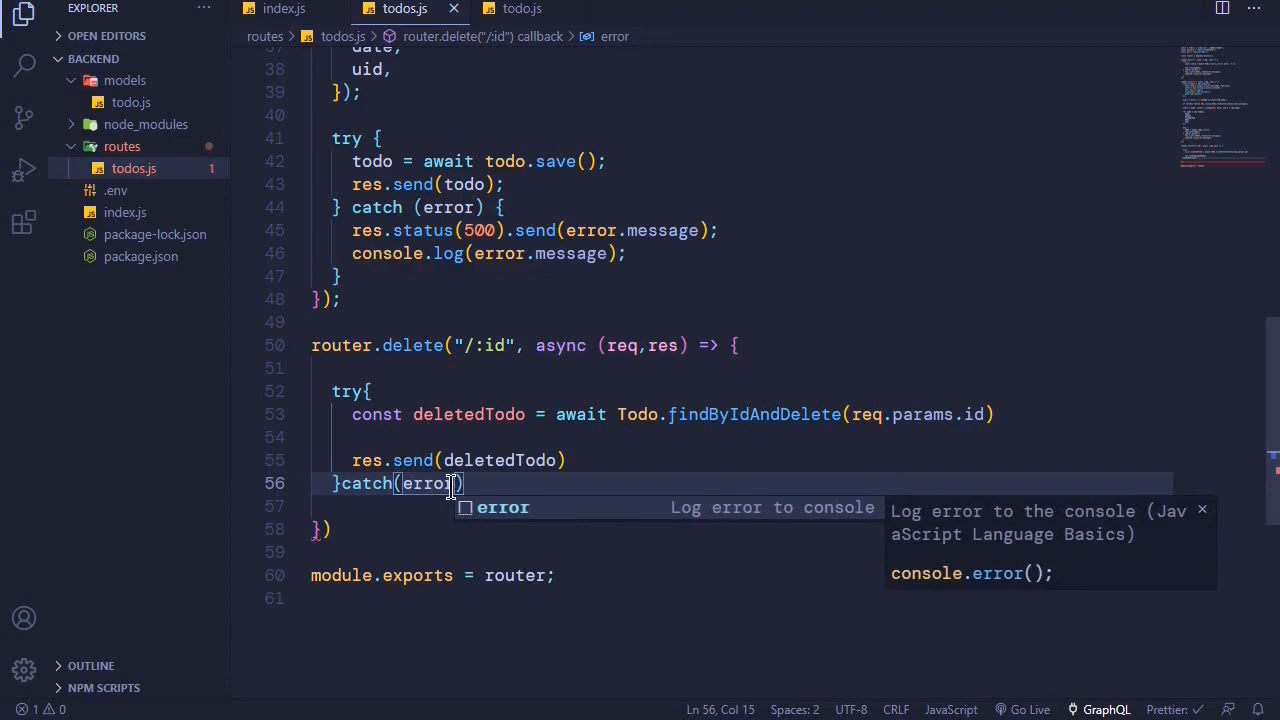 EXPLORER
index.js
todos.js
todo.js
OPEN EDITORS
routes > todos.js > router.delete("/:id") callback > error
BACKEND
models
todo.js
node_modules
routes
todos.js 1
.env
index.js
package-lock.json
package.json
37 date,
38 uid,
39 });
40
41 try {
42 todo = await todo.save();
43 res.send(todo);
44 } catch (error) {
45 res.status(500).send(error.message);
46 console.log(error.message);
47 }
48 });
49
50 router.delete("/:id", async (req,res) => {
51
52 try{
53 const deletedTodo = await Todo.findByIdAndDelete(req.params.id)
54
55 res.send(deletedTodo)
56 }catch(error)
57
58 })
59
60 module.exports = router;
61
error Log error to console
Log error to the console (Jav
aScript Language Basics)
console.error();
OUTLINE
NPM SCRIPTS
1 0 Ln 56, Col 15 Spaces: 2 UTF-8 CRLF JavaScript Go Live GraphQL Prettier: